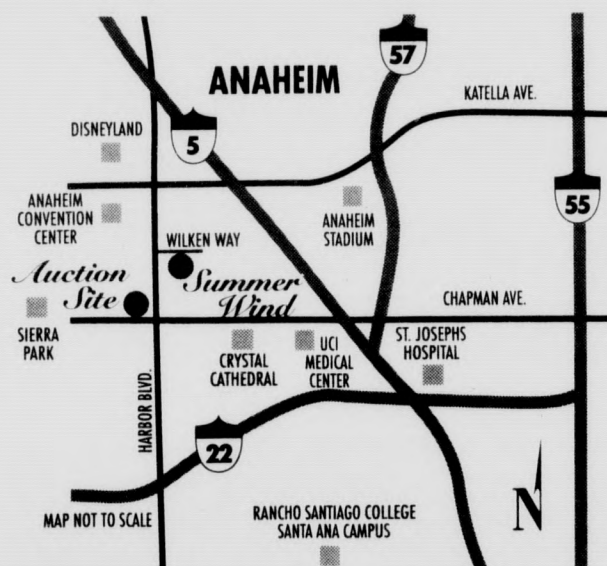 57
ANAHEIM
KATELLA AVE.
DISNEYLAND
5
ANAHEIM
CONVENTION
CENTER
ANAHEIM
STADIUM
55
WILKEN WAY
Auction
Site
Summer
Wind
CHAPMAN AVE.
SIERRA
PARK
CRYSTAL
CATHEDRAL
UCI
MEDICAL
CENTER
ST. JOSEPHS
HOSPITAL
HARBOR BLVD.
22
MAP NOT TO SCALE
RANCHO SANTIAGO COLLEGE
SANTA ANA CAMPUS
N